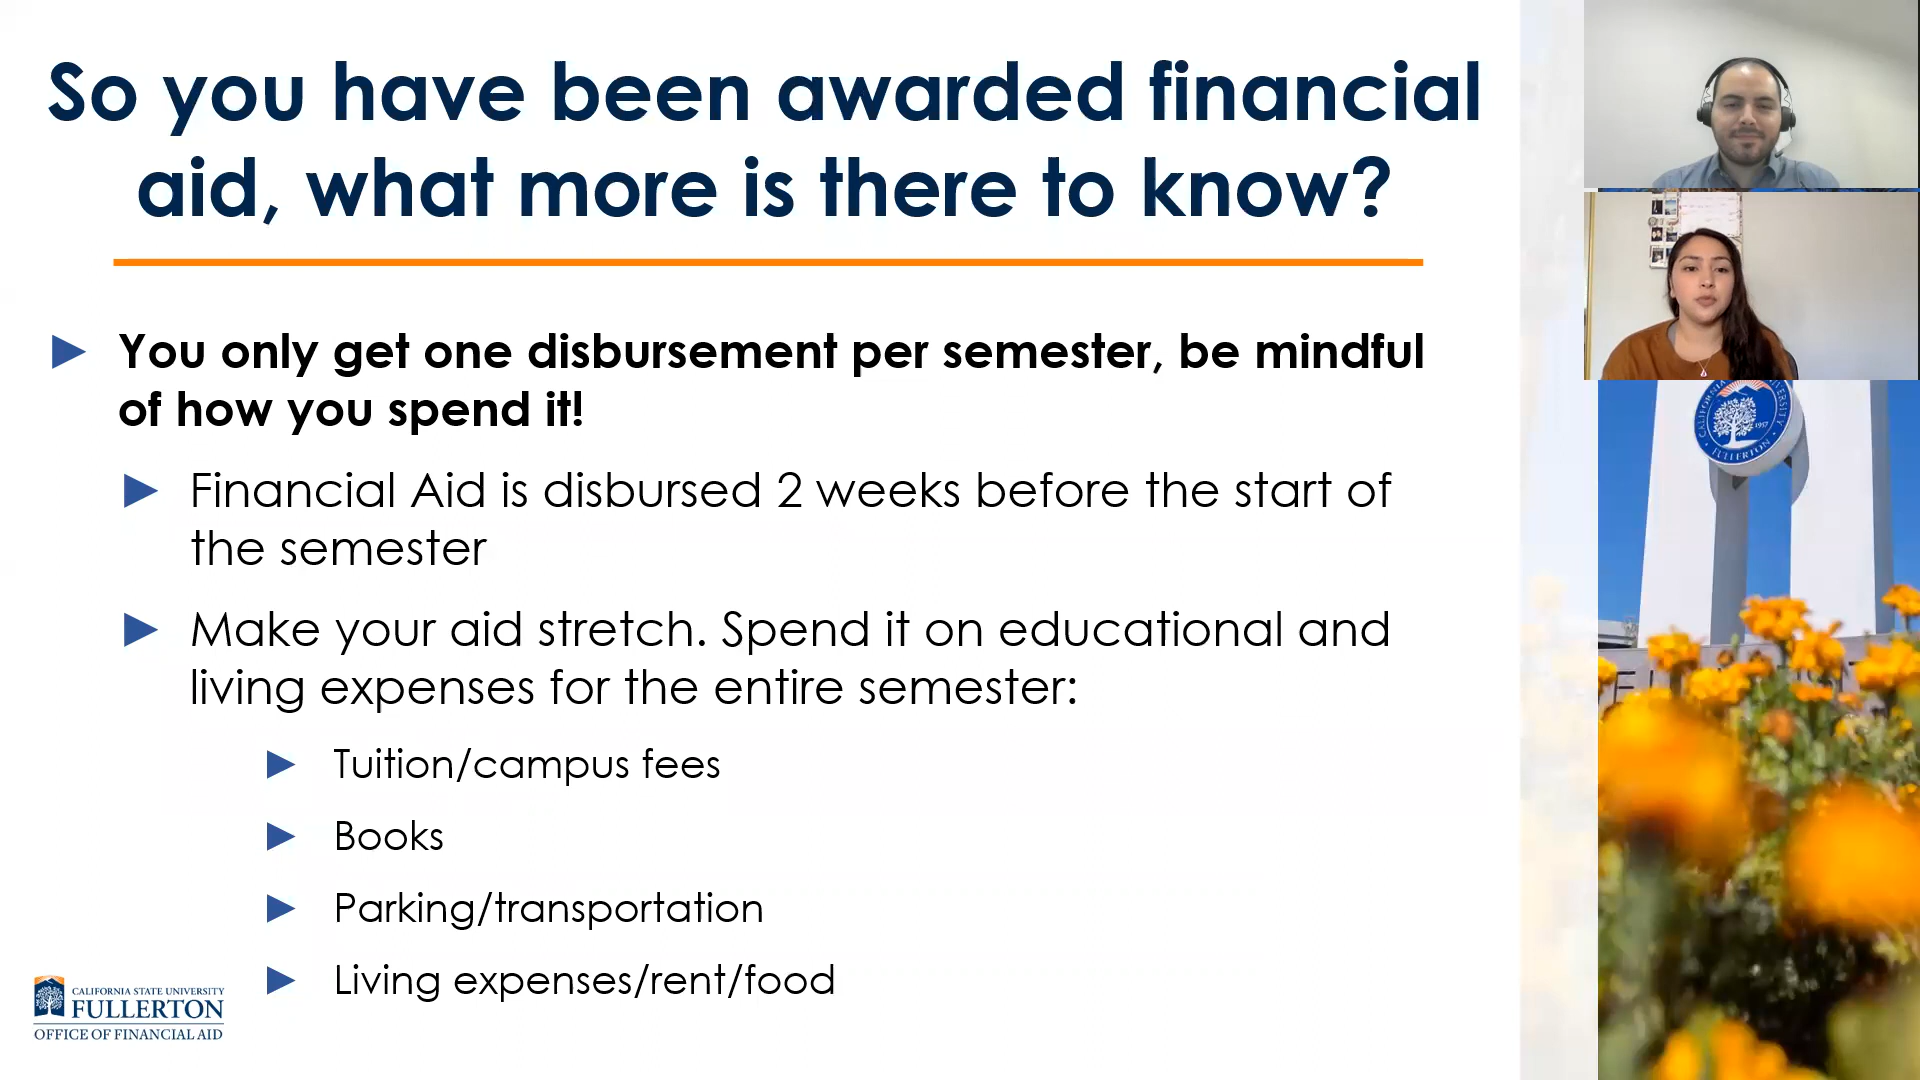 So you have been awarded financial
aid, what more is there to know?
You only get one disbursement per semester, be mindful
of how you spend it!
Financial Aid is disbursed 2 weeks before the start of
the semester
Make your aid stretch. Spend it on educational and
living expenses for the entire semester:
Tuition/campus fees
Books
Parking/transportation
Living expenses/rent/food
CALIFORNIA STATE UNIVERSITY
FULLERTON
OFFICE OF FINANCIAL AID
1957
FULLERTON